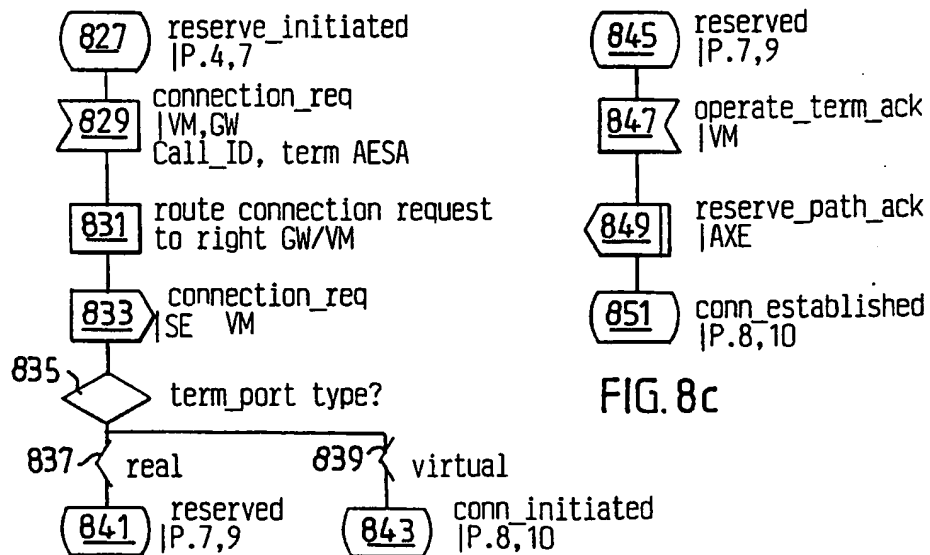 827 reserve_initiated
|P.4,7
829 connection_req
|VM,GW
Call_ID, term AESA
831 route connection request
to right GW/VM
833 connection_req
|SE VM
835 term_port type?
837 real
839 virtual
841 reserved
|P.7,9
843 conn_initiated
|P.8,10
845 reserved
|P.7,9
847 operate_term_ack
|VM
849 reserve_path_ack
|AXE
851 conn_established
|P.8,10
FIG. 8c